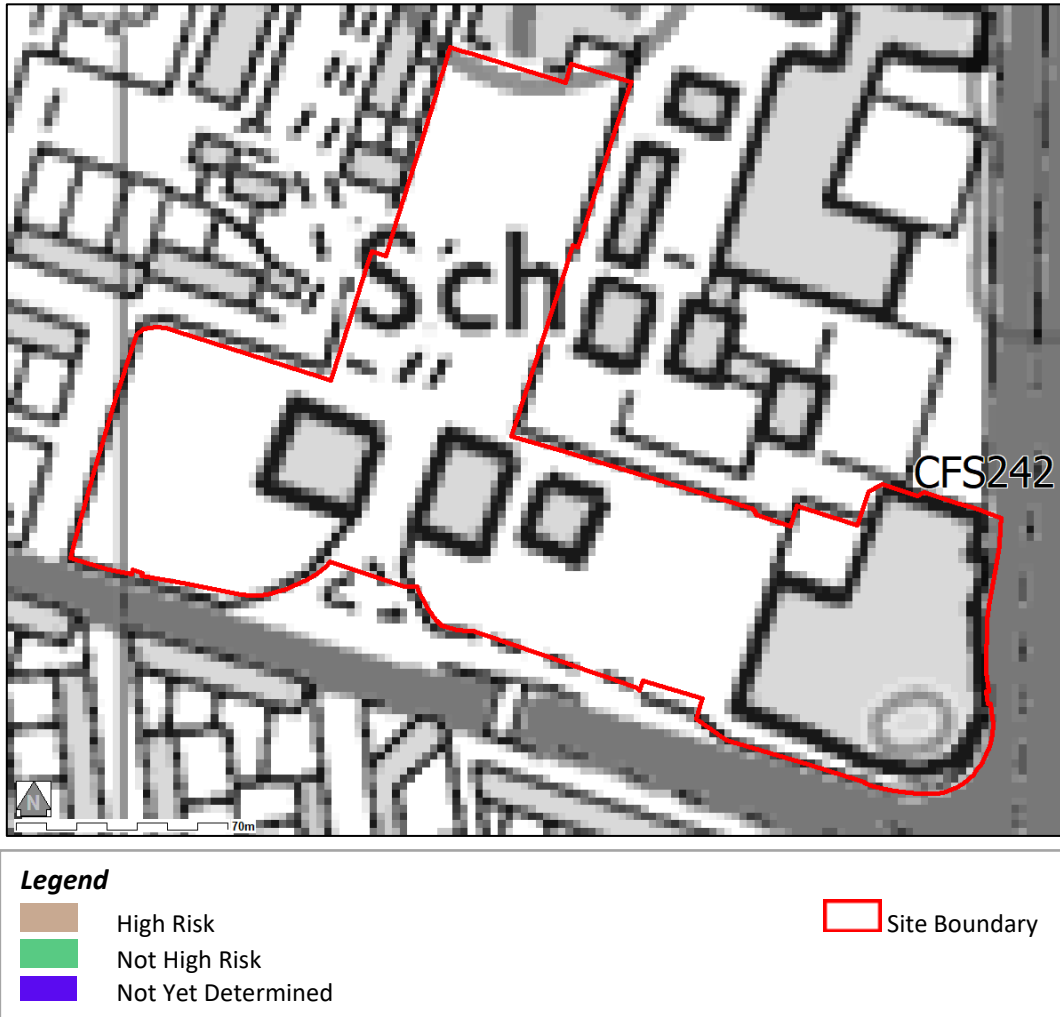 Sch
CFS242
N
70m
Legend
High Risk
Not High Risk
Not Yet Determined
Site Boundary